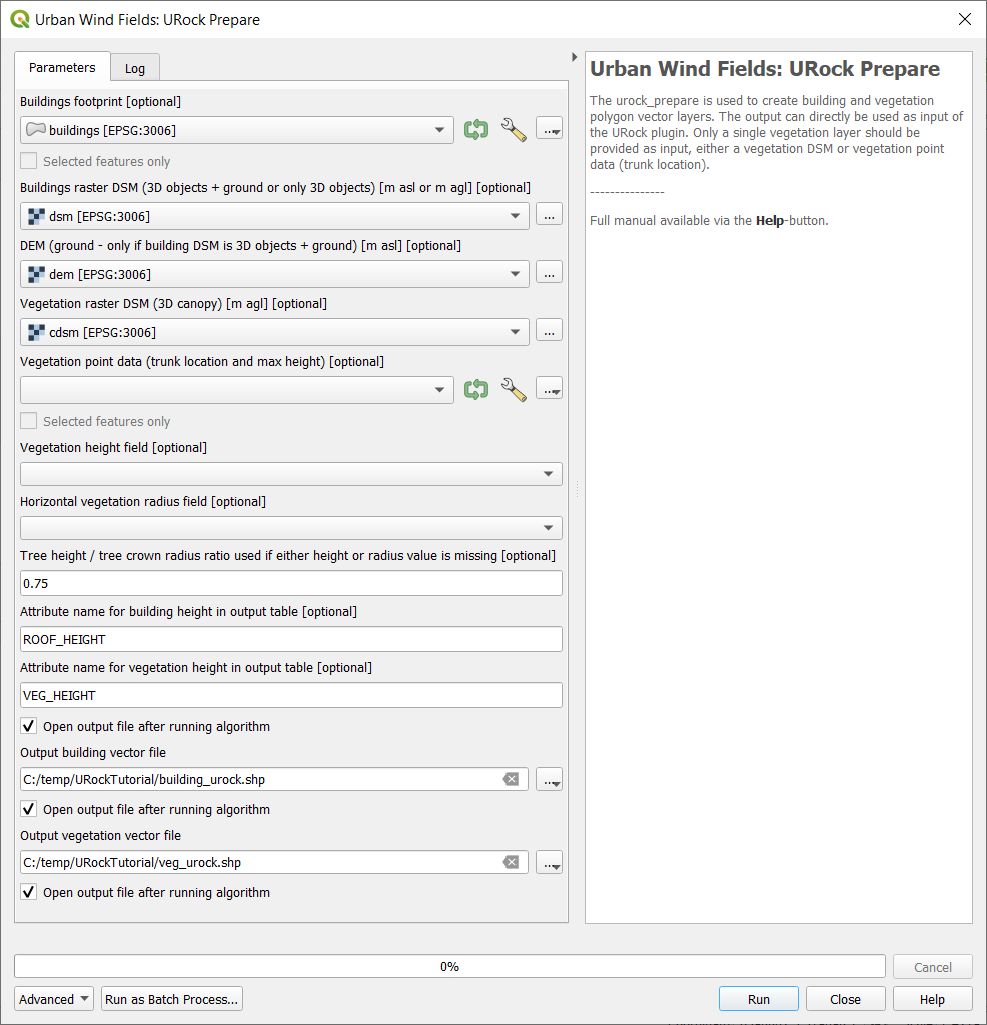 Urban Wind Fields: URock Prepare
Parameters
Log
Buildings footprint [optional]
buildings [EPSG:3006]
...
Selected features only
Buildings raster DSM (3D objects + ground or only 3D objects) [m asl or m agl] [optional]
dsm [EPSG:3006]
...
DEM (ground - only if building DSM is 3D objects + ground) [m asl] [optional]
dem [EPSG:3006]
...
Vegetation raster DSM (3D canopy) [m agl] [optional]
cdsm [EPSG:3006]
...
Vegetation point data (trunk location and max height) [optional]
...
Selected features only
Vegetation height field [optional]
Horizontal vegetation radius field [optional]
Tree height / tree crown radius ratio used if either height or radius value is missing [optional]
0.75
Attribute name for building height in output table [optional]
ROOF_HEIGHT
Attribute name for vegetation height in output table [optional]
VEG_HEIGHT
Open output file after running algorithm
Output building vector file
C:/temp/URockTutorial/building_urock.shp
...
Open output file after running algorithm
Output vegetation vector file
C:/temp/URockTutorial/veg_urock.shp
...
Open output file after running algorithm
Urban Wind Fields: URock Prepare
The urock_prepare is used to create building and vegetation
polygon vector layers. The output can directly be used as input of
the URock plugin. Only a single vegetation layer should be
provided as input, either a vegetation DSM or vegetation point
data (trunk location).
---------------
Full manual available via the Help-button.
0%
Cancel
Advanced
Run as Batch Process...
Run
Close
Help